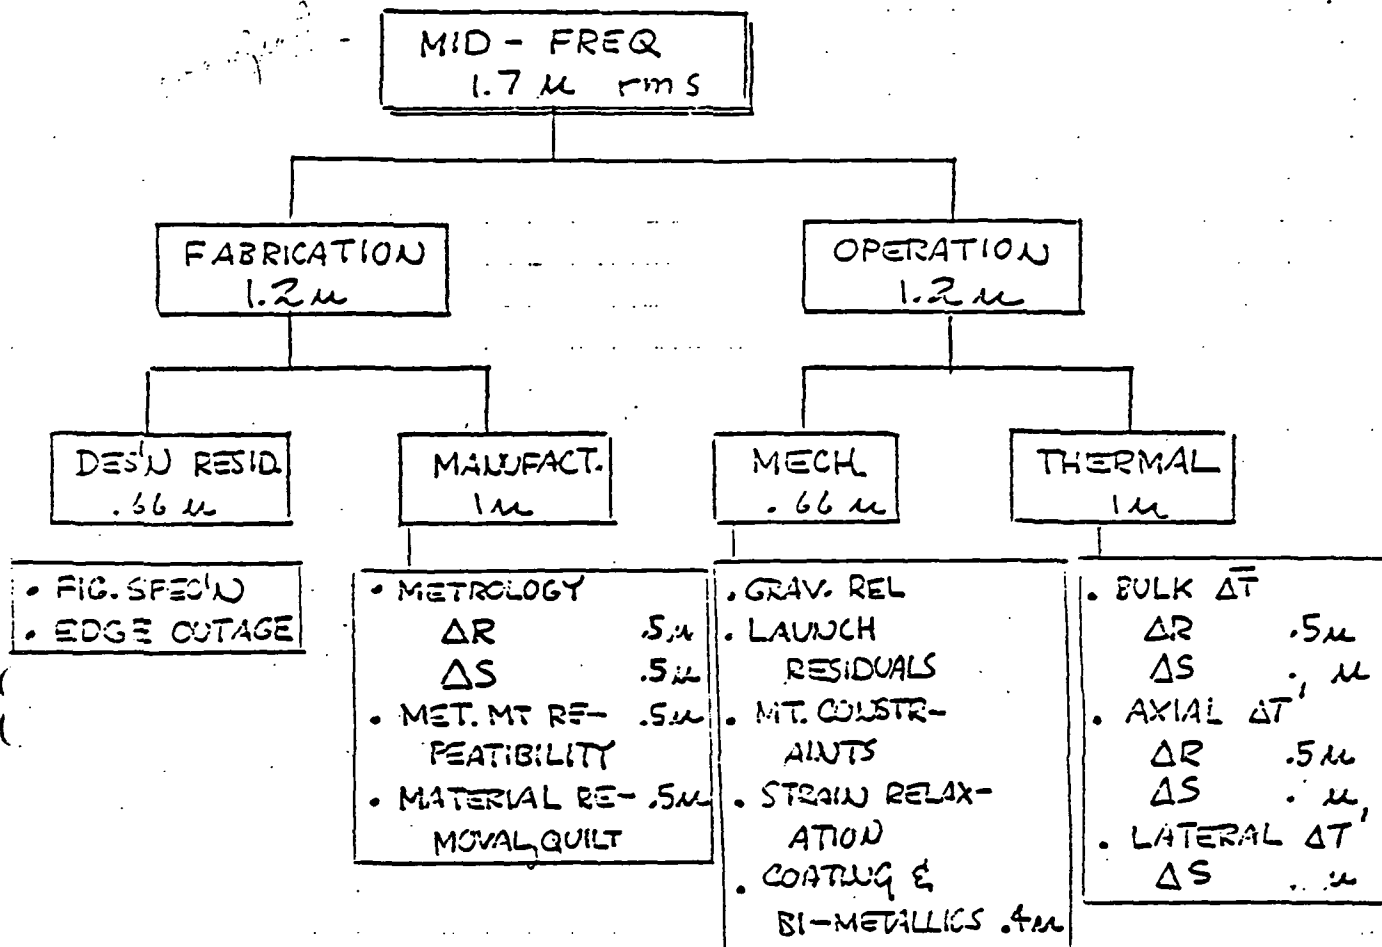 MID - FREQ
1.7 µ rms
FABRICATION
1.2 µ
OPERATION
1.2 µ
DES'N RESID.
.66 µ
MANUFACT.
1µ
MECH.
.66 µ
THERMAL
1µ
• FIG. SPEC'N
• EDGE OUTAGE
• METROLOGY
ΔR .5µ
ΔS .5µ
• MET. MT RE- .5µ
PEATIBILITY
• MATERIAL RE- .5µ
MOVAL, QUILT
• GRAV. REL
• LAUNCH
RESIDUALS
• MT. CONSTR-
AINTS
• STRAIN RELAX-
ATION
• COATING &
BI-METALLICS .4µ
• BULK ΔT̅
ΔR .5µ
ΔS . µ
• AXIAL ΔT'
ΔR .5µ
ΔS . µ
• LATERAL ΔT'
ΔS .. µ